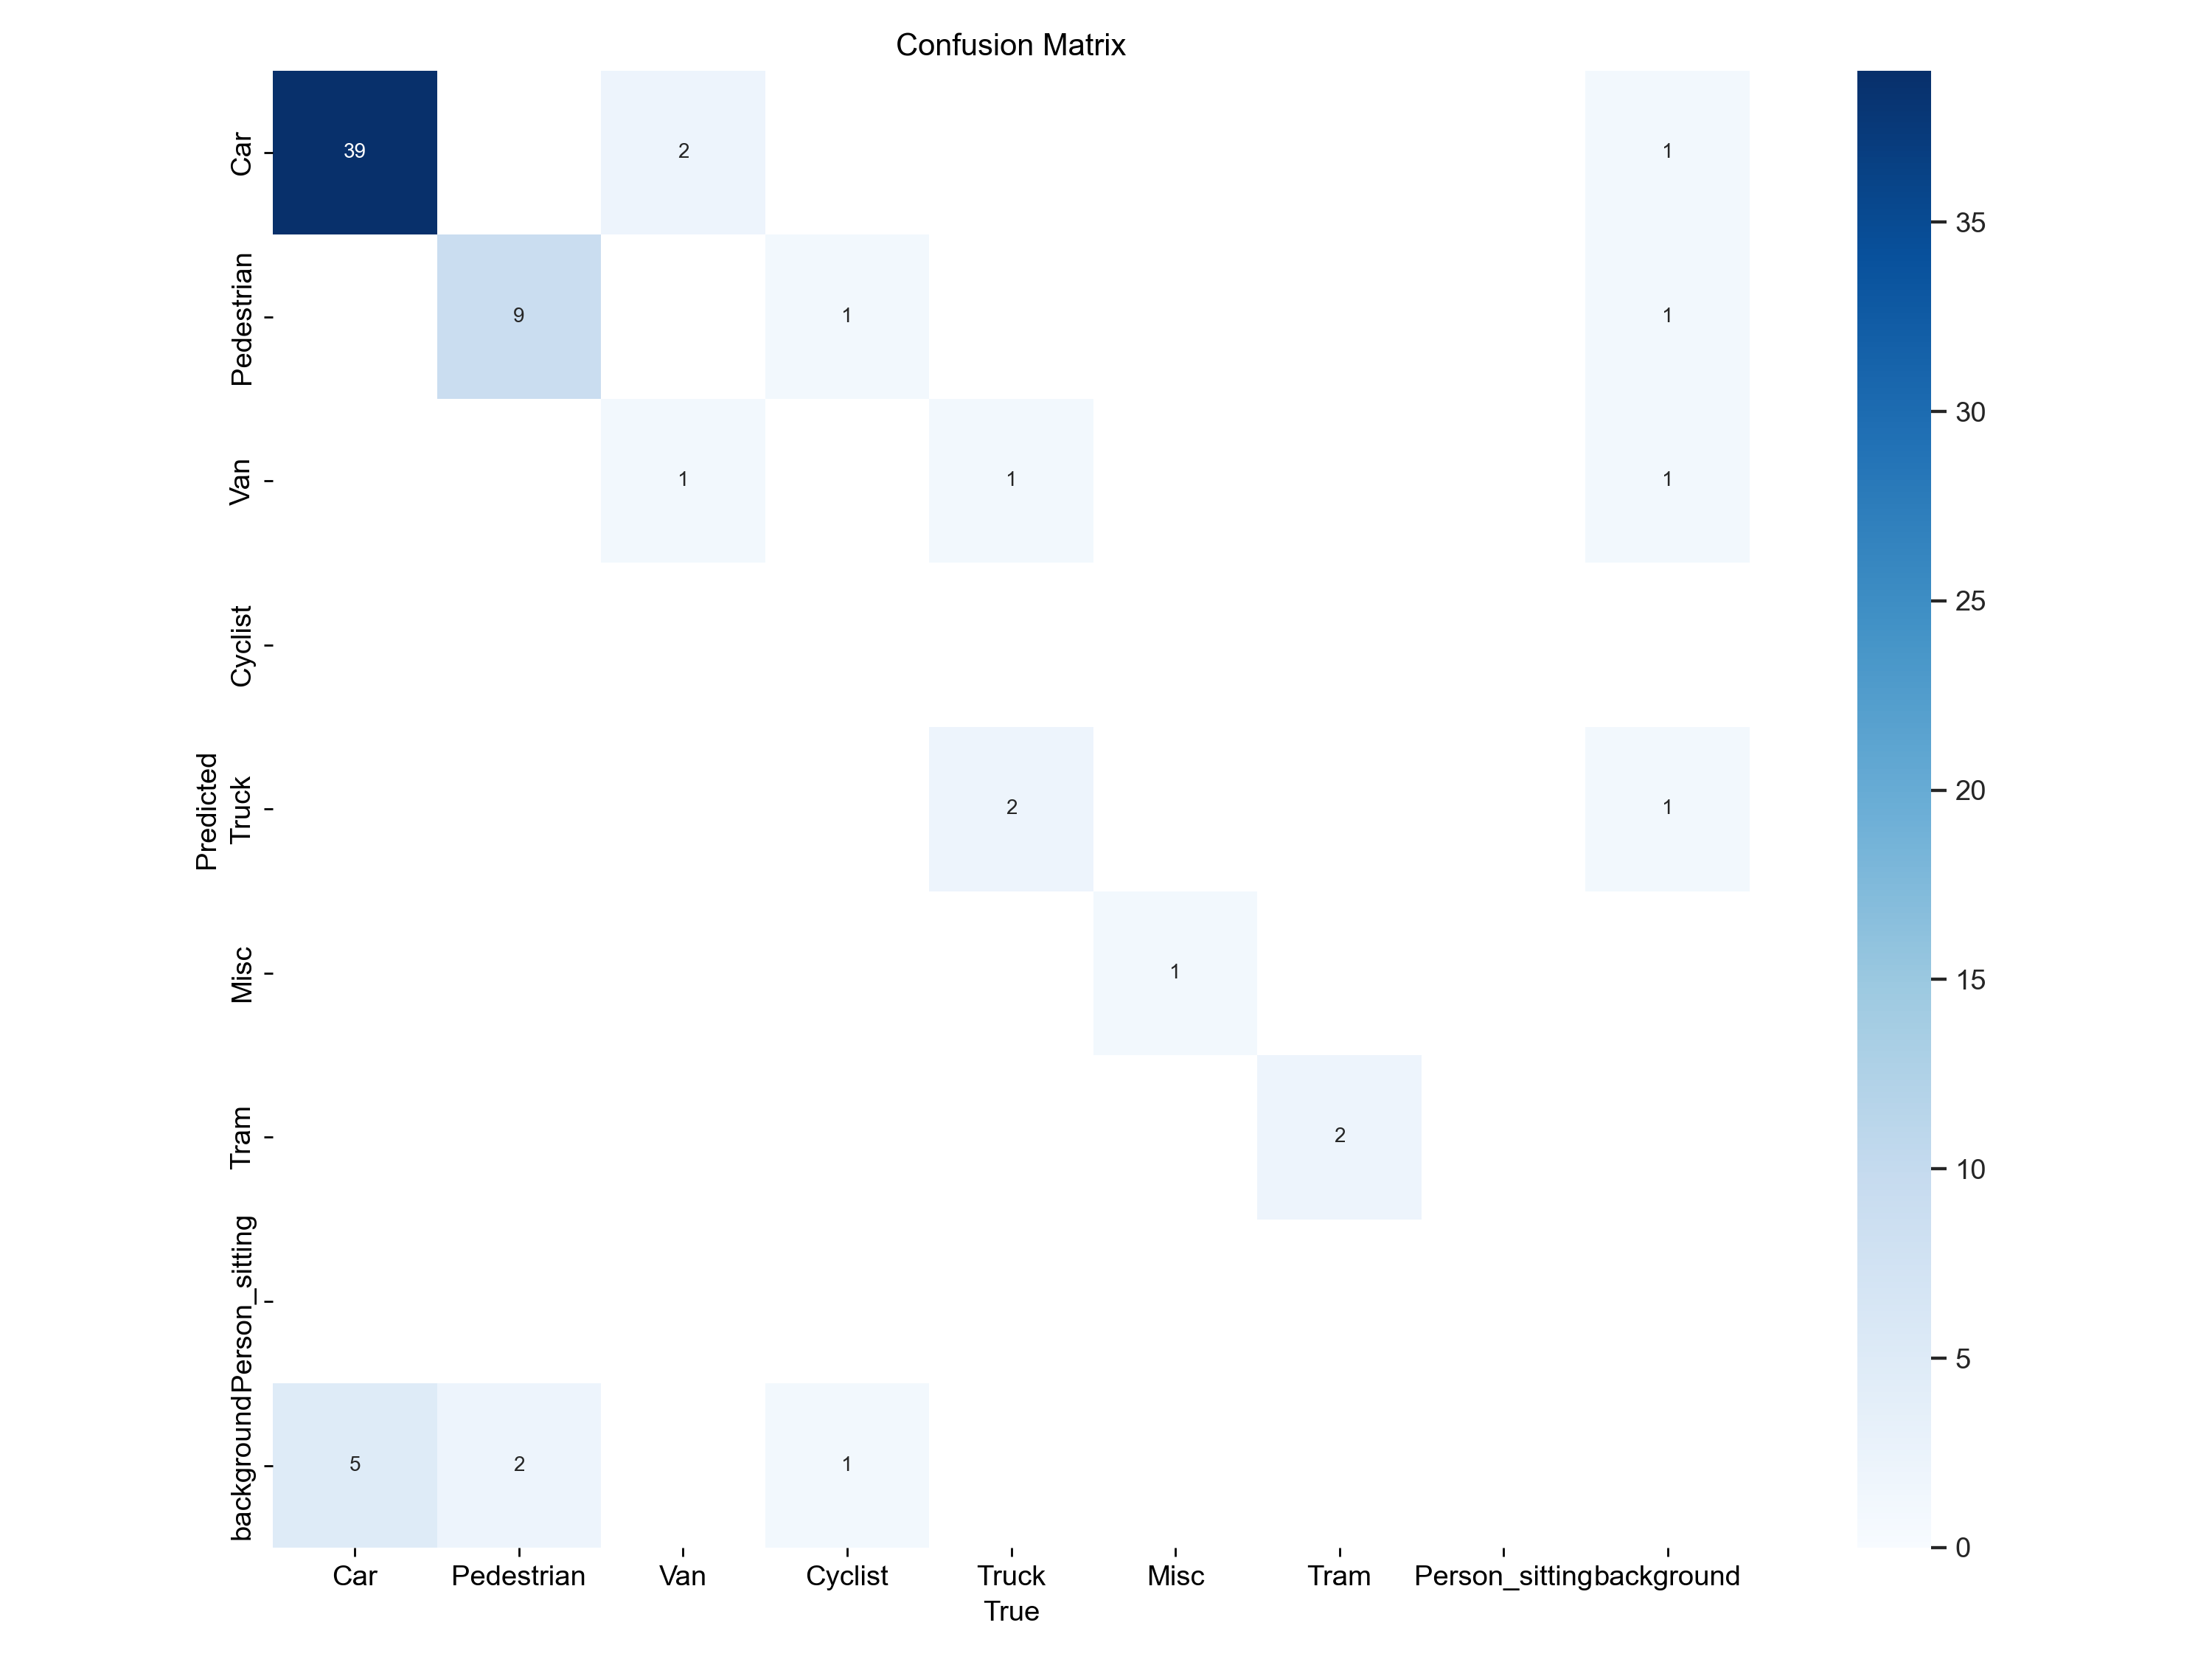 Confusion Matrix
Car
39
2
1
35
Pedestrian
9
1
1
30
Van
1
1
1
25
Cyclist
Predicted
Truck
2
1
20
Misc
1
15
Tram
2
10
Person_sitting
5
background
5
2
1
0
Car Pedestrian Van Cyclist Truck Misc Tram Person_sitting background
True